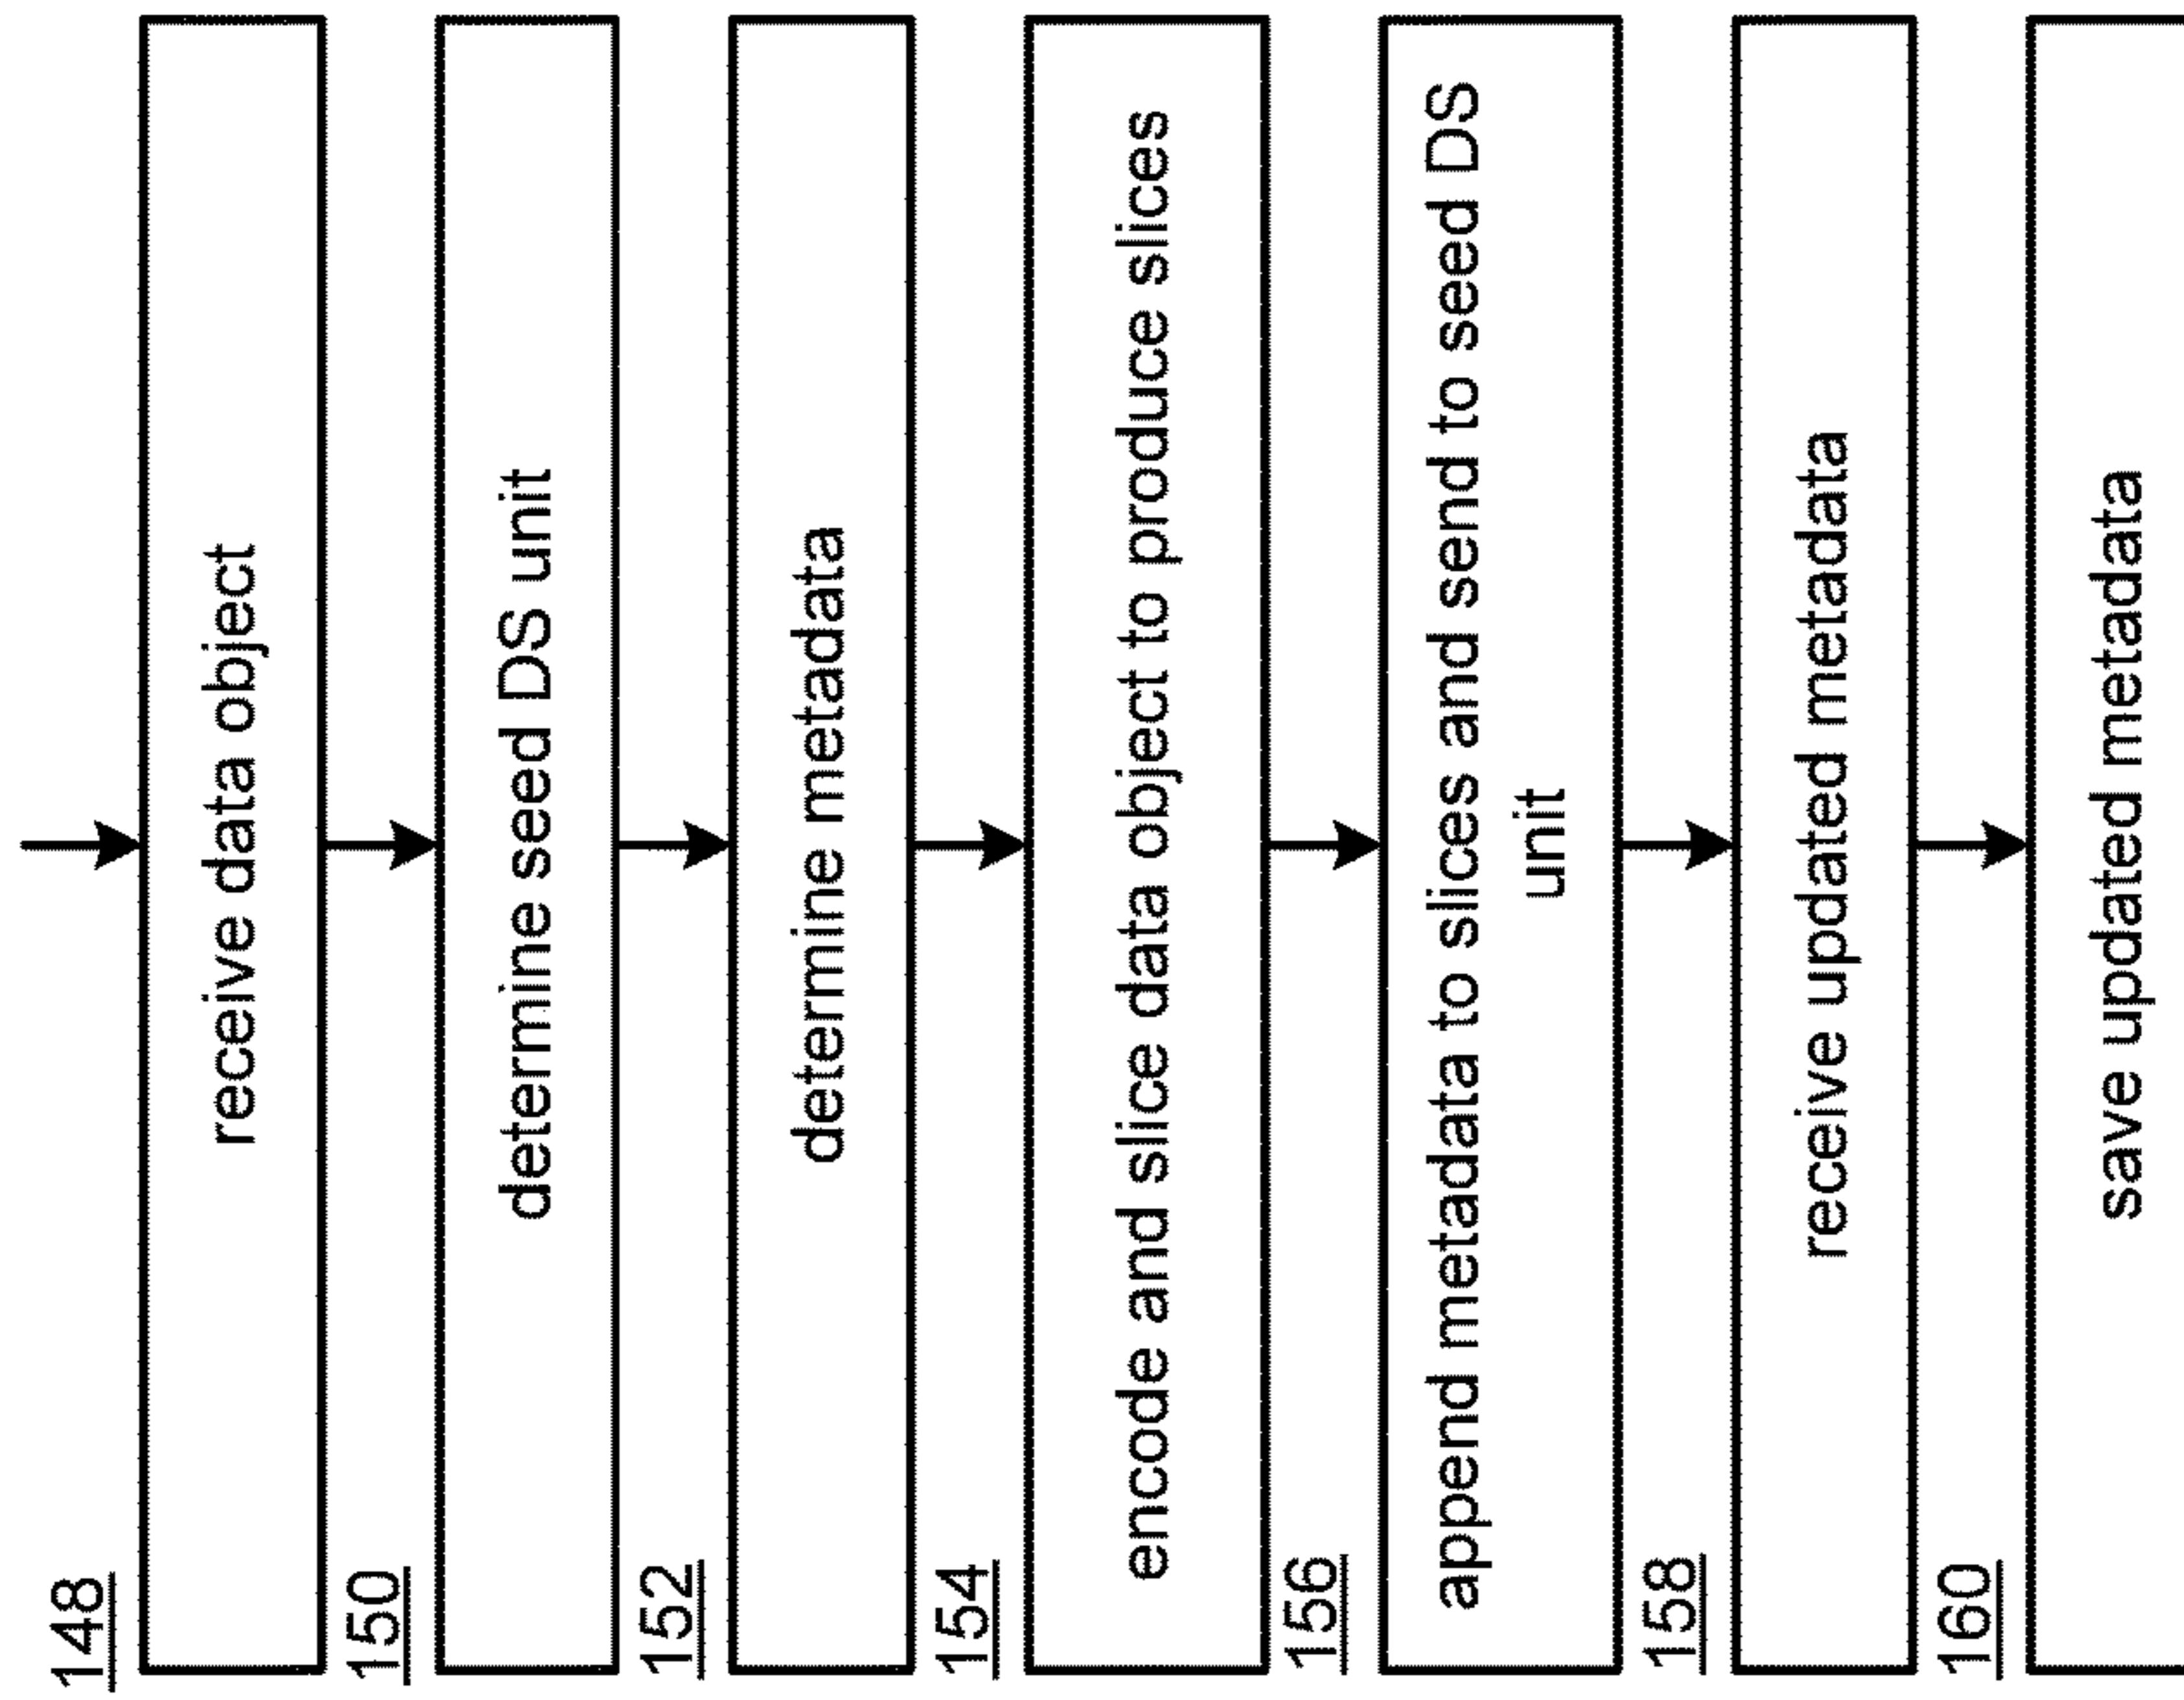 148
receive data object
150
determine seed DS unit
152
determine metadata
154
encode and slice data object to produce slices
156
append metadata to slices and send to seed DS
unit
158
receive updated metadata
160
save updated metadata